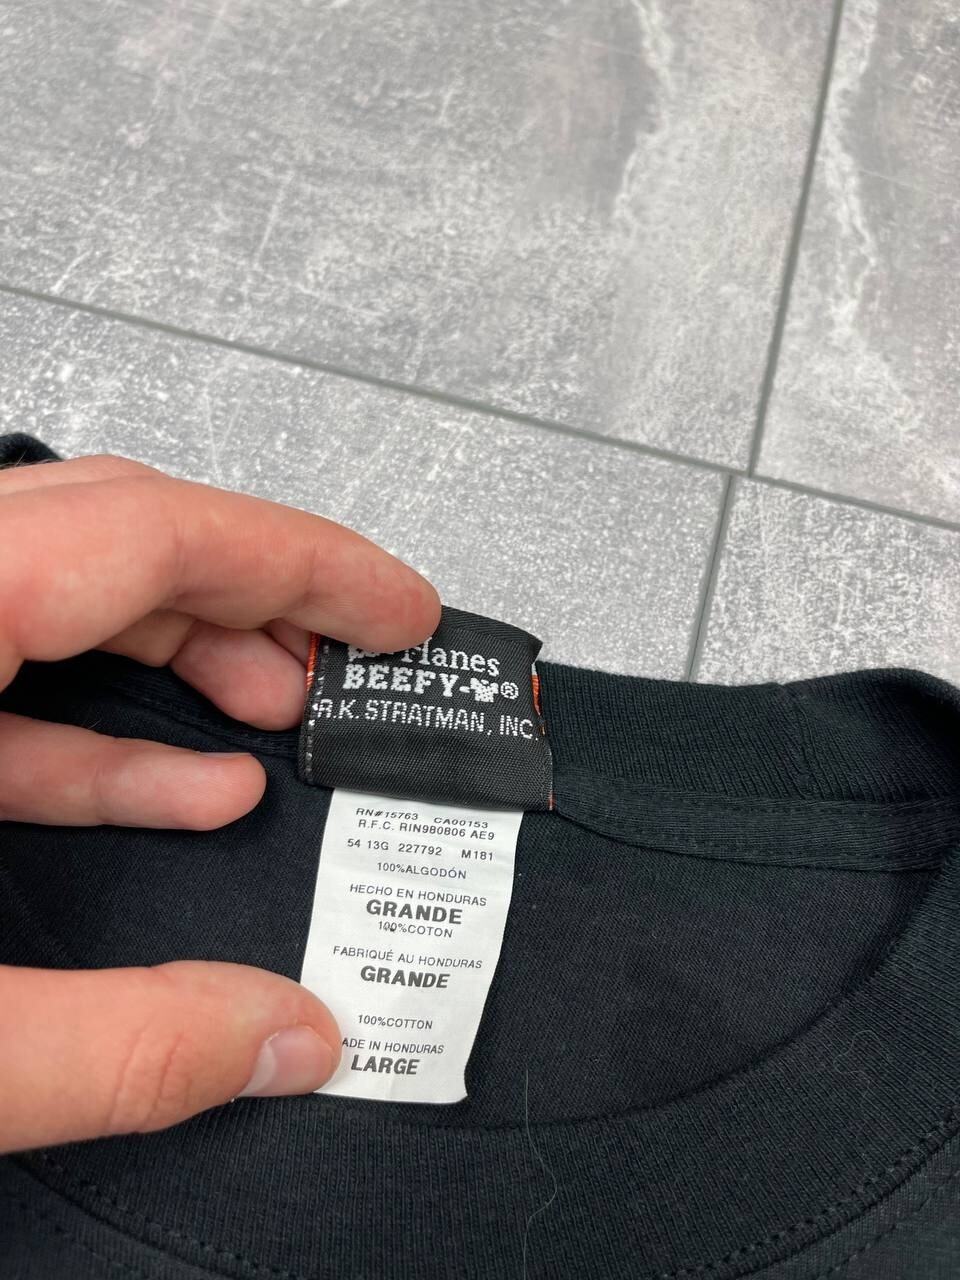 Hanes
BEEFY-T®
R.K. STRATMAN, INC.
RN#15763 CA00153
R.F.C. RIN980806 AE9
54 13G 227792 M181
100%ALGODÓN
HECHO EN HONDURAS
GRANDE
100%COTON
FABRIQUÉ AU HONDURAS
GRANDE
100%COTTON
ADE IN HONDURAS
LARGE